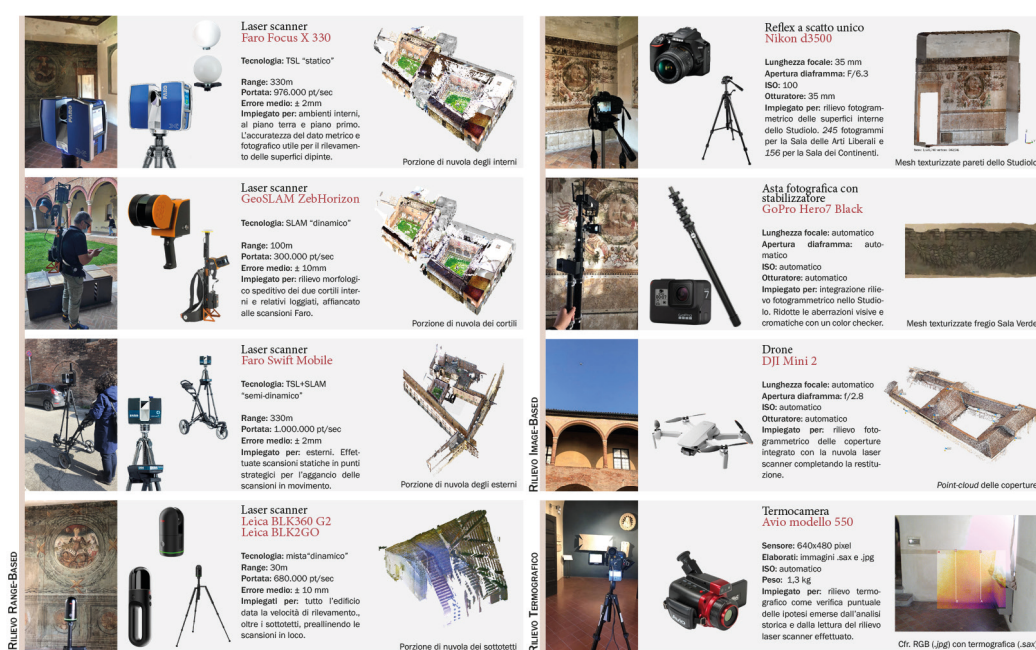 Laser scanner
Faro Focus X 330
Tecnologia: TSL "statico"
Range: 330m
Portata: 976.000 pt/sec
Errore medio: ± 2mm
Impiegato per: ambienti interni,
al piano terra e piano primo.
L'accuratezza del dato metrico e
fotografico utile per il rilevamen-
to delle superfici dipinte.
Porzione di nuvola degli interni
Laser scanner
GeoSLAM ZebHorizon
Tecnologia: SLAM "dinamico"
Range: 100m
Portata: 300.000 pt/sec
Errore medio: ± 10mm
Impiegato per: rilievo morfologi-
co speditivo dei due cortili inter-
ni e relativi loggiati, affiancato
alle scansioni Faro.
Porzione di nuvola dei cortili
Laser scanner
Faro Swift Mobile
Tecnologia: TSL+SLAM
"semi-dinamico"
Range: 330m
Portata: 1.000.000 pt/sec
Errore medio: ± 2mm
Impiegato per: esterni. Effet-
tuate scansioni statiche in punti
strategici per l'aggancio delle
scansioni in movimento.
Porzione di nuvola degli esterni
RILIEVO RANGE-BASED
Laser scanner
Leica BLK360 G2
Leica BLK2GO
Tecnologia: mista"dinamico"
Range: 30m
Portata: 680.000 pt/sec
Errore medio: ± 10 mm
Impiegati per: tutto l'edificio
data la velocità di rilevamento.,
oltre i sottotetti, preallinendo le
scansioni in loco.
Porzione di nuvola dei sottotetti
Reflex a scatto unico
Nikon d3500
Lunghezza focale: 35 mm
Apertura diaframma: F/6.3
ISO: 100
Otturatore: 35 mm
Impiegato per: rilievo fotogram-
metrico delle superfici interne
dello Studiolo. 245 fotogrammi
per la Sala delle Arti Liberali e
156 per la Sala dei Continenti.
Mesh texturizzate pareti dello Studiolo
Asta fotografica con
stabilizzatore
GoPro Hero7 Black
Lunghezza focale: automatico
Apertura diaframma: auto-
matico
ISO: automatico
Otturatore: automatico
Impiegato per: integrazione rilie-
vo fotogrammetrico nello Studio-
lo. Ridotte le aberrazioni visive e
cromatiche con un color checker.
7
Mesh texturizzate fregio Sala Verde
RILIEVO IMAGE-BASED
Drone
DJI Mini 2
Lunghezza focale: automatico
Apertura diaframma: f/2.8
ISO: automatico
Otturatore: automatico
Impiegato per: rilievo foto-
grammetrico delle coperture
integrato con la nuvola laser
scanner completando la restitu-
zione.
Point-cloud delle coperture
RILIEVO TERMOGRAFICO
Termocamera
Avio modello 550
Sensore: 640x480 pixel
Elaborati: immagini .sax e .jpg
ISO: automatico
Peso: 1,3 kg
Impiegato per: rilievo termo-
grafico come verifica puntuale
delle ipotesi emerse dall'analisi
storica e dalla lettura del rilievo
laser scanner effettuato.
Cfr. RGB (.jpg) con termografica (.sax)